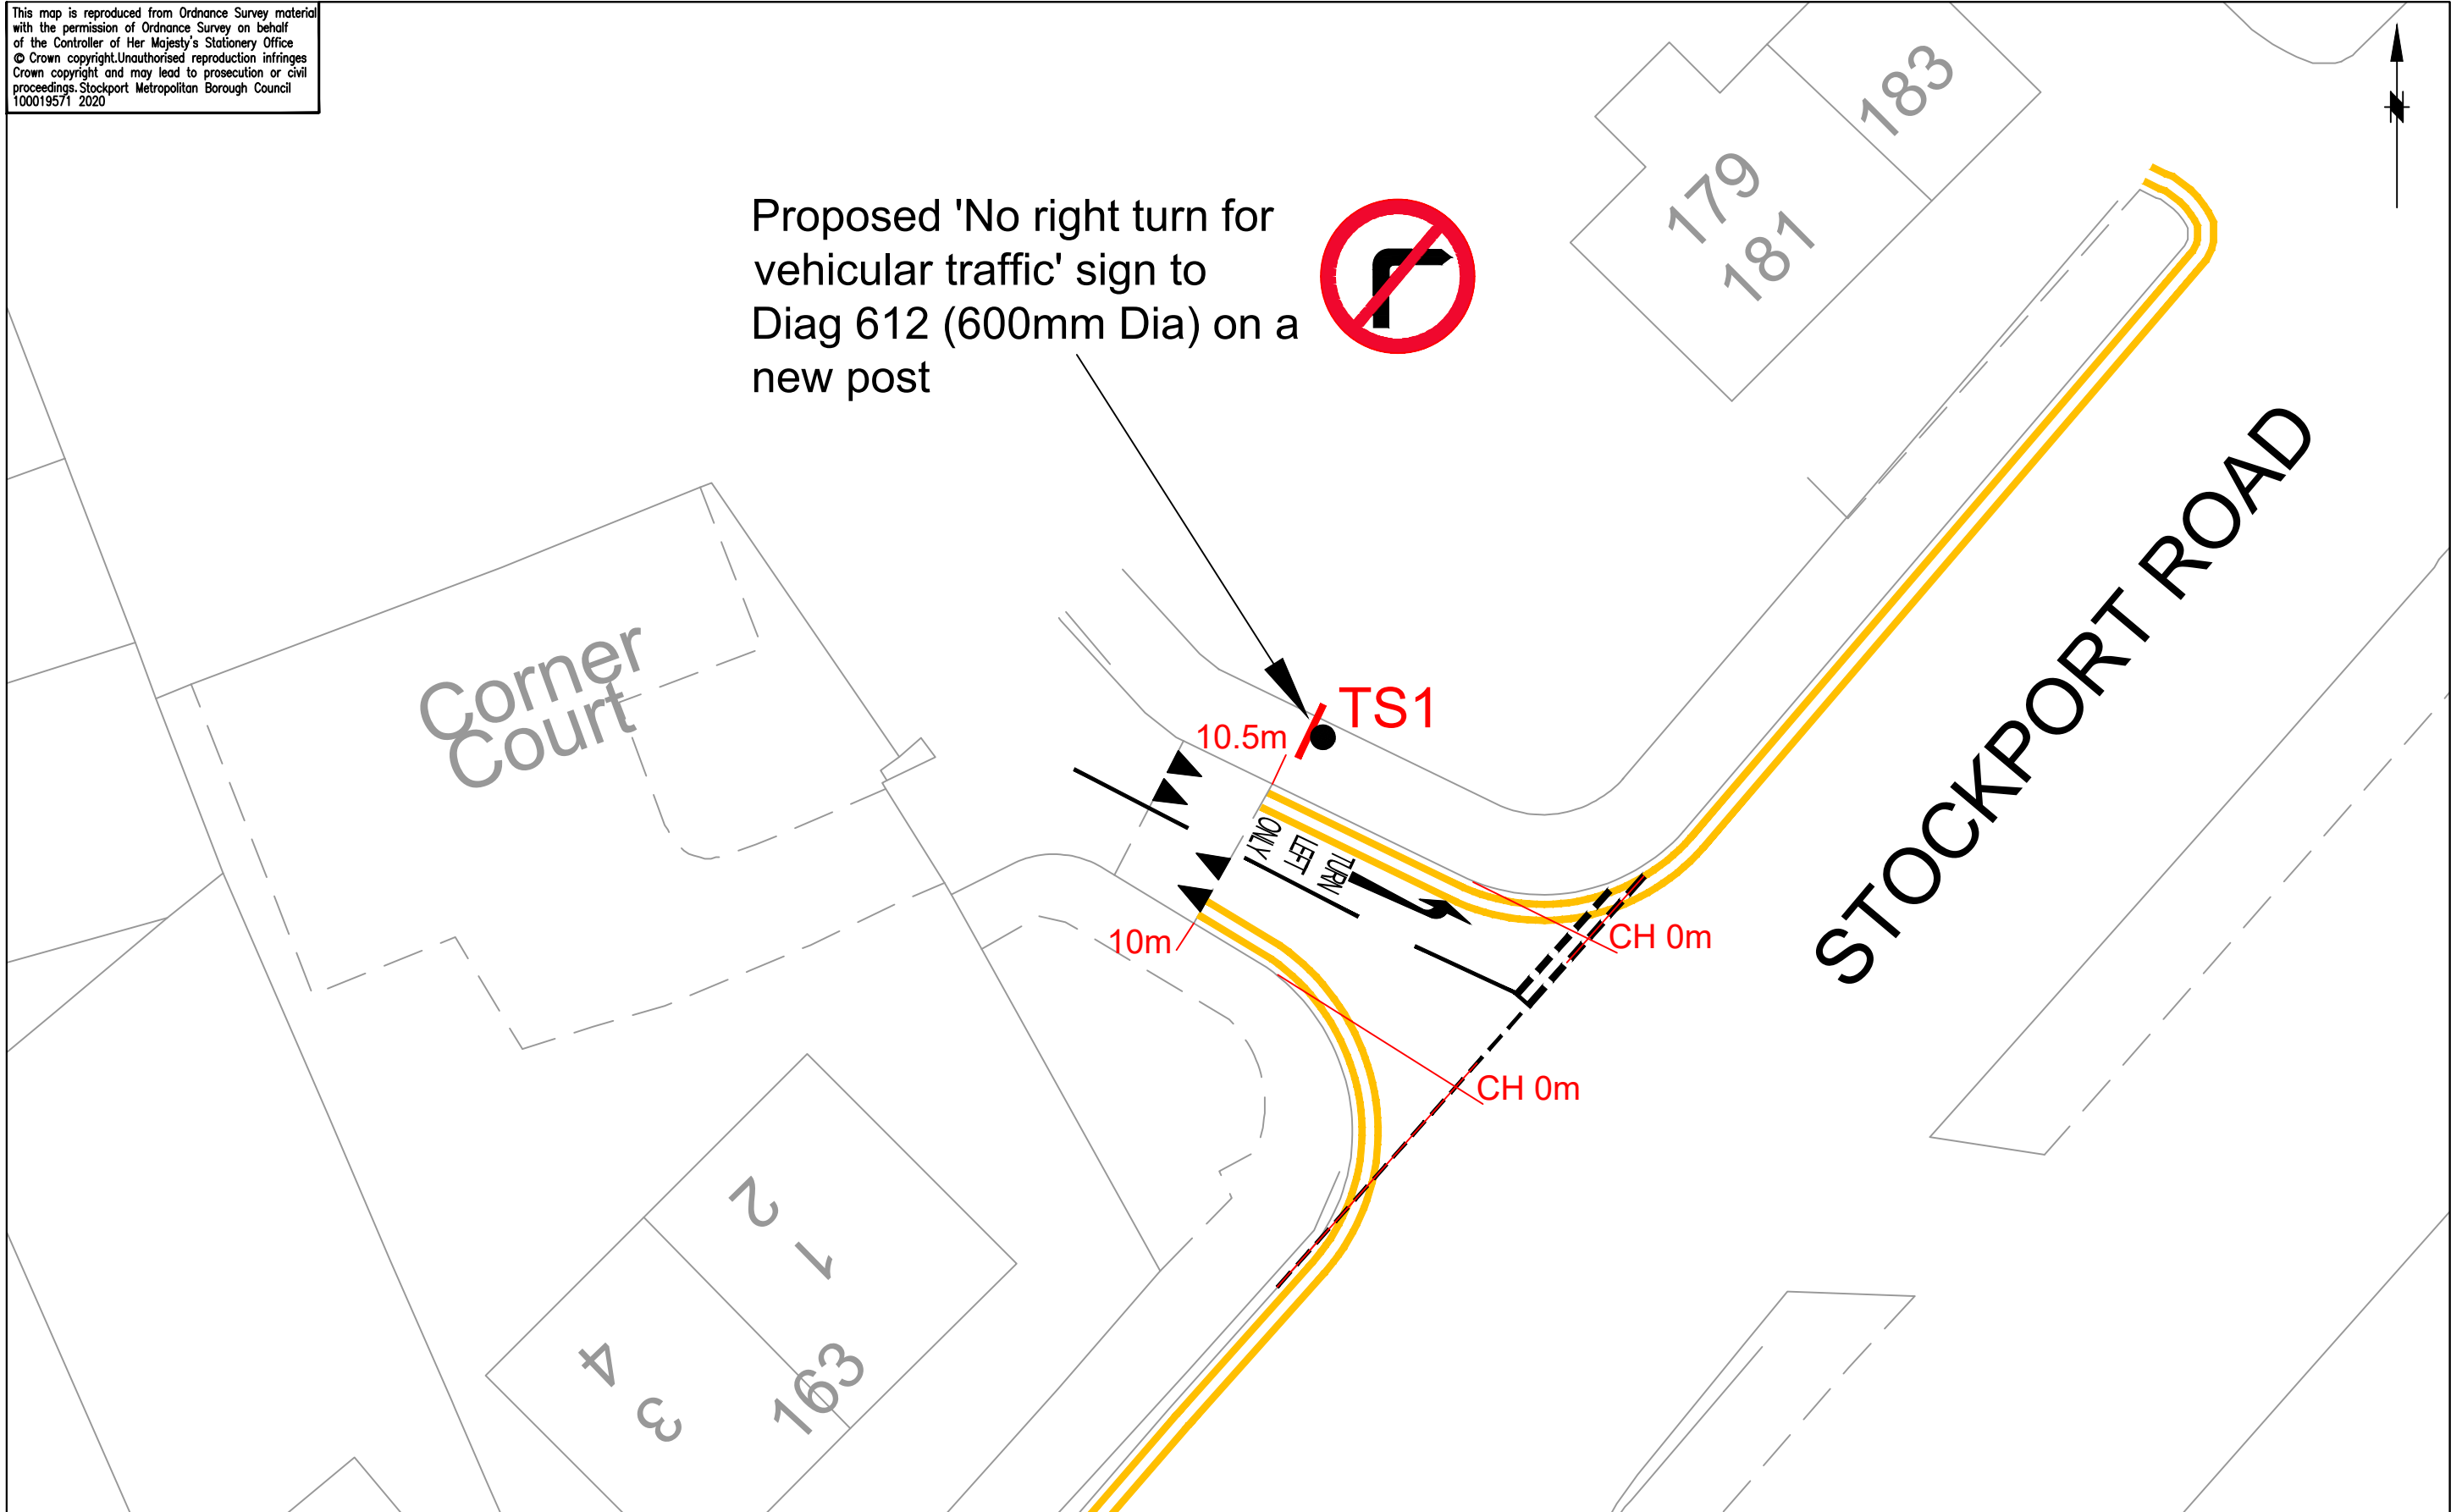 This map is reproduced from Ordnance Survey material
with the permission of Ordnance Survey on behalf
of the Controller of Her Majesty's Stationery Office
© Crown copyright.Unauthorised reproduction infringes
Crown copyright and may lead to prosecution or civil
proceedings. Stockport Metropolitan Borough Council
100019571 2020
Proposed 'No right turn for
vehicular traffic' sign to
Diag 612 (600mm Dia) on a
new post
183
179
181
N
STOCKPORT ROAD
Corner
Court
TS1
10.5m
TURN
LEFT
ONLY
10m
CH 0m
CH 0m
2
1
4
3
163